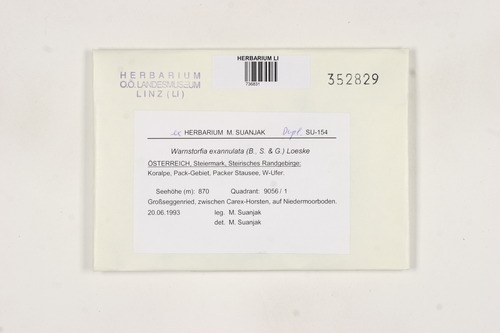 HERBARIUM LI
736931
HERBARIUM
O.Ö. LANDESMUSEUM
LINZ (LI)
352829
ex HERBARIUM M. SUANJAK Dupl. SU-154
Warnstorfia exannulata (B., S. & G.) Loeske
ÖSTERREICH, Steiermark, Steirisches Randgebirge:
Koralpe, Pack-Gebiet, Packer Stausee, W-Ufer.
Seehöhe (m): 870 Quadrant: 9056 / 1
Großseggenried, zwischen Carex-Horsten, auf Niedermoorboden.
20.06.1993 leg. M. Suanjak
det. M. Suanjak